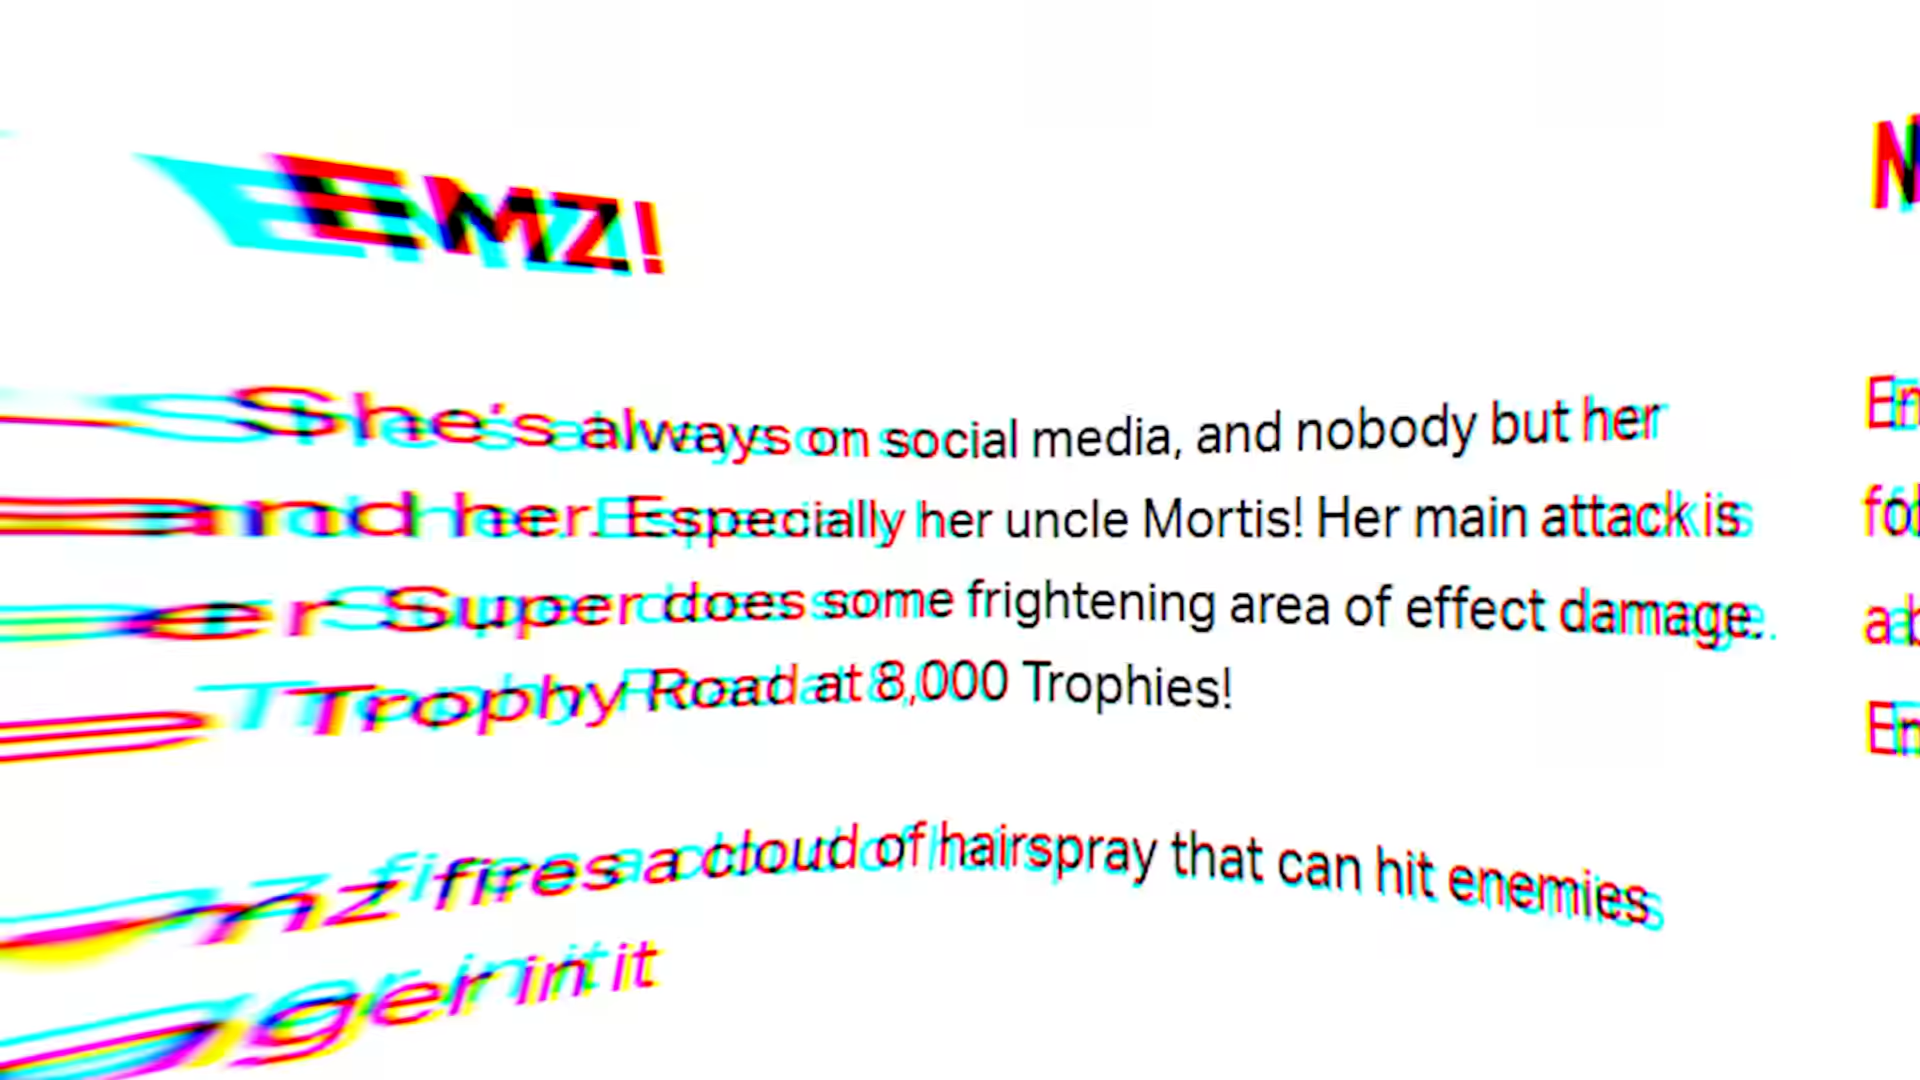 EMZ!
She's always on social media, and nobody but her
and her. Especially her uncle Mortis! Her main attack is
Super does some frightening area of effect damage.
Trophy Road at 8,000 Trophies!
fires a cloud of hairspray that can hit enemies
in it